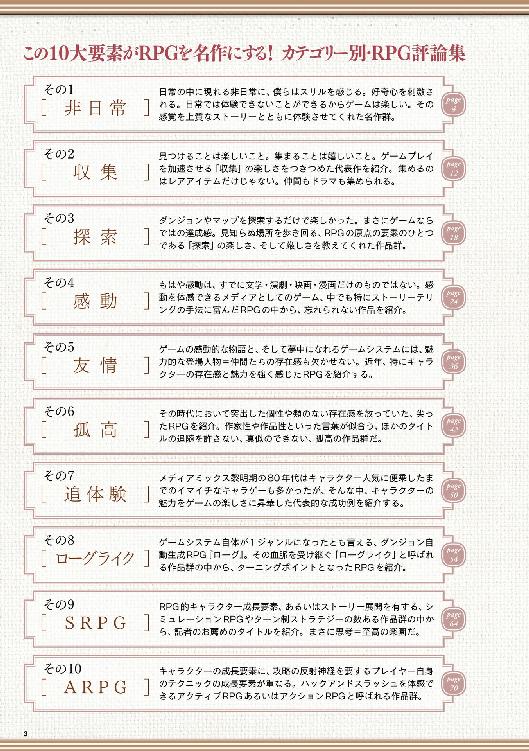 この10大要素がRPGを名作にする! カテゴリー別・RPG評論集
その1
[ 非日常 ]
日常の中に現れる非日常に、僕らはスリルを感じる。好奇心を刺激さ
れる。日常では体験できないことができるからゲームは楽しい。その
感覚を上質なストーリーとともに体験させてくれた名作群。
page
4
その2
[ 収集 ]
見つけることは楽しいこと。集まることは嬉しいこと。ゲームプレイ
を加速させる「収集」の楽しさをつきつめた代表作を紹介。集めるの
はレアアイテムだけじゃない。仲間もドラマも集められる。
page
12
その3
[ 探索 ]
ダンジョンやマップを探索するだけで楽しかった。まさにゲームなら
ではの達成感。見知らぬ場所を歩き回る、RPGの原点の要素のひとつ
である「探索」の楽しさ、そして厳しさを教えてくれた作品群。
page
18
その4
[ 感動 ]
もはや感動は、すでに文学・演劇・映画・漫画だけのものではない。感
動を体感できるメディアとしてのゲーム、中でも特にストーリーテリ
ングの手法に富んだRPGの中から、忘れられない作品を紹介。
page
24
その5
[ 友情 ]
ゲームの感動的な物語と、そして夢中になれるゲームシステムには、魅
力的な登場人物=仲間たちの存在感も欠かせない。近年、特にキャラ
クターの存在感と魅力を強く感じたRPGを紹介する。
page
36
その6
[ 孤高 ]
その時代において突出した個性や類のない存在感を放っていた、尖っ
たRPGを紹介。作家性や作品性といった言葉が似合う、ほかのタイト
ルの追随を許さない、真似のできない、孤高の作品群だ。
page
42
その7
[ 追体験 ]
メディアミックス黎明期の80年代はキャラクター人気に便乗したま
でのイマイチなキャラゲーも多かったが、そんな中、キャラクターの
魅力をゲームの楽しさに昇華した代表的な成功例を紹介する。
page
50
その8
[ ローグライク ]
ゲームシステム自体が1ジャンルになったとも言える、ダンジョン自
動生成RPG『ローグ』。その血脈を受け継ぐ「ローグライク」と呼ばれ
る作品群の中から、ターニングポイントとなったRPGを紹介。
page
54
その9
[ SRPG ]
RPG的キャラクター成長要素、あるいはストーリー展開を有する、シ
ミュレーションRPGやターン制ストラテジーの数ある作品群の中か
ら、記者のお薦めのタイトルを紹介。まさに思考=至高の楽園だ。
page
64
その10
[ ARPG ]
キャラクターの成長要素に、攻略の反射神経を要するプレイヤー自身
のテクニックの成長要素が重なる。ハックアンドスラッシュを体感で
きるアクティブRPGあるいはアクションRPGと呼ばれる作品群。
page
70
3